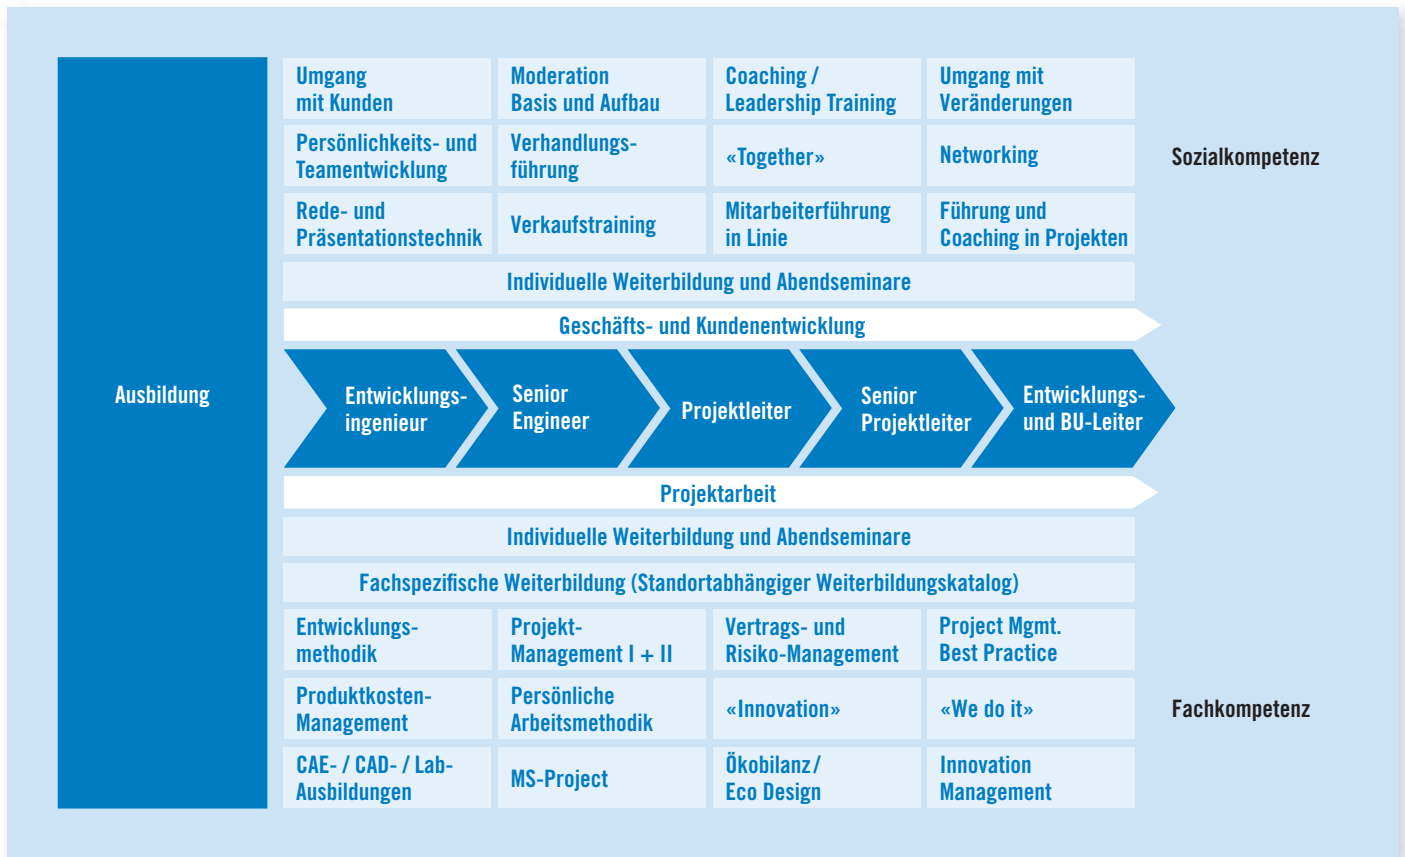 Ausbildung
Umgang
mit Kunden
Moderation
Basis und Aufbau
Coaching /
Leadership Training
Umgang mit
Veränderungen
Persönlichkeits- und
Teamentwicklung
Verhandlungs-
führung
«Together»
Networking
Sozialkompetenz
Rede- und
Präsentationstechnik
Verkaufstraining
Mitarbeiterführung
in Linie
Führung und
Coaching in Projekten
Individuelle Weiterbildung und Abendseminare
Geschäfts- und Kundenentwicklung
Entwicklungs-
ingenieur
Senior
Engineer
Projektleiter
Senior
Projektleiter
Entwicklungs-
und BU-Leiter
Projektarbeit
Individuelle Weiterbildung und Abendseminare
Fachspezifische Weiterbildung (Standortabhängiger Weiterbildungskatalog)
Entwicklungs-
methodik
Projekt-
Management I + II
Vertrags- und
Risiko-Management
Project Mgmt.
Best Practice
Produktkosten-
Management
Persönliche
Arbeitsmethodik
«Innovation»
«We do it»
Fachkompetenz
CAE- / CAD- / Lab-
Ausbildungen
MS-Project
Ökobilanz /
Eco Design
Innovation
Management